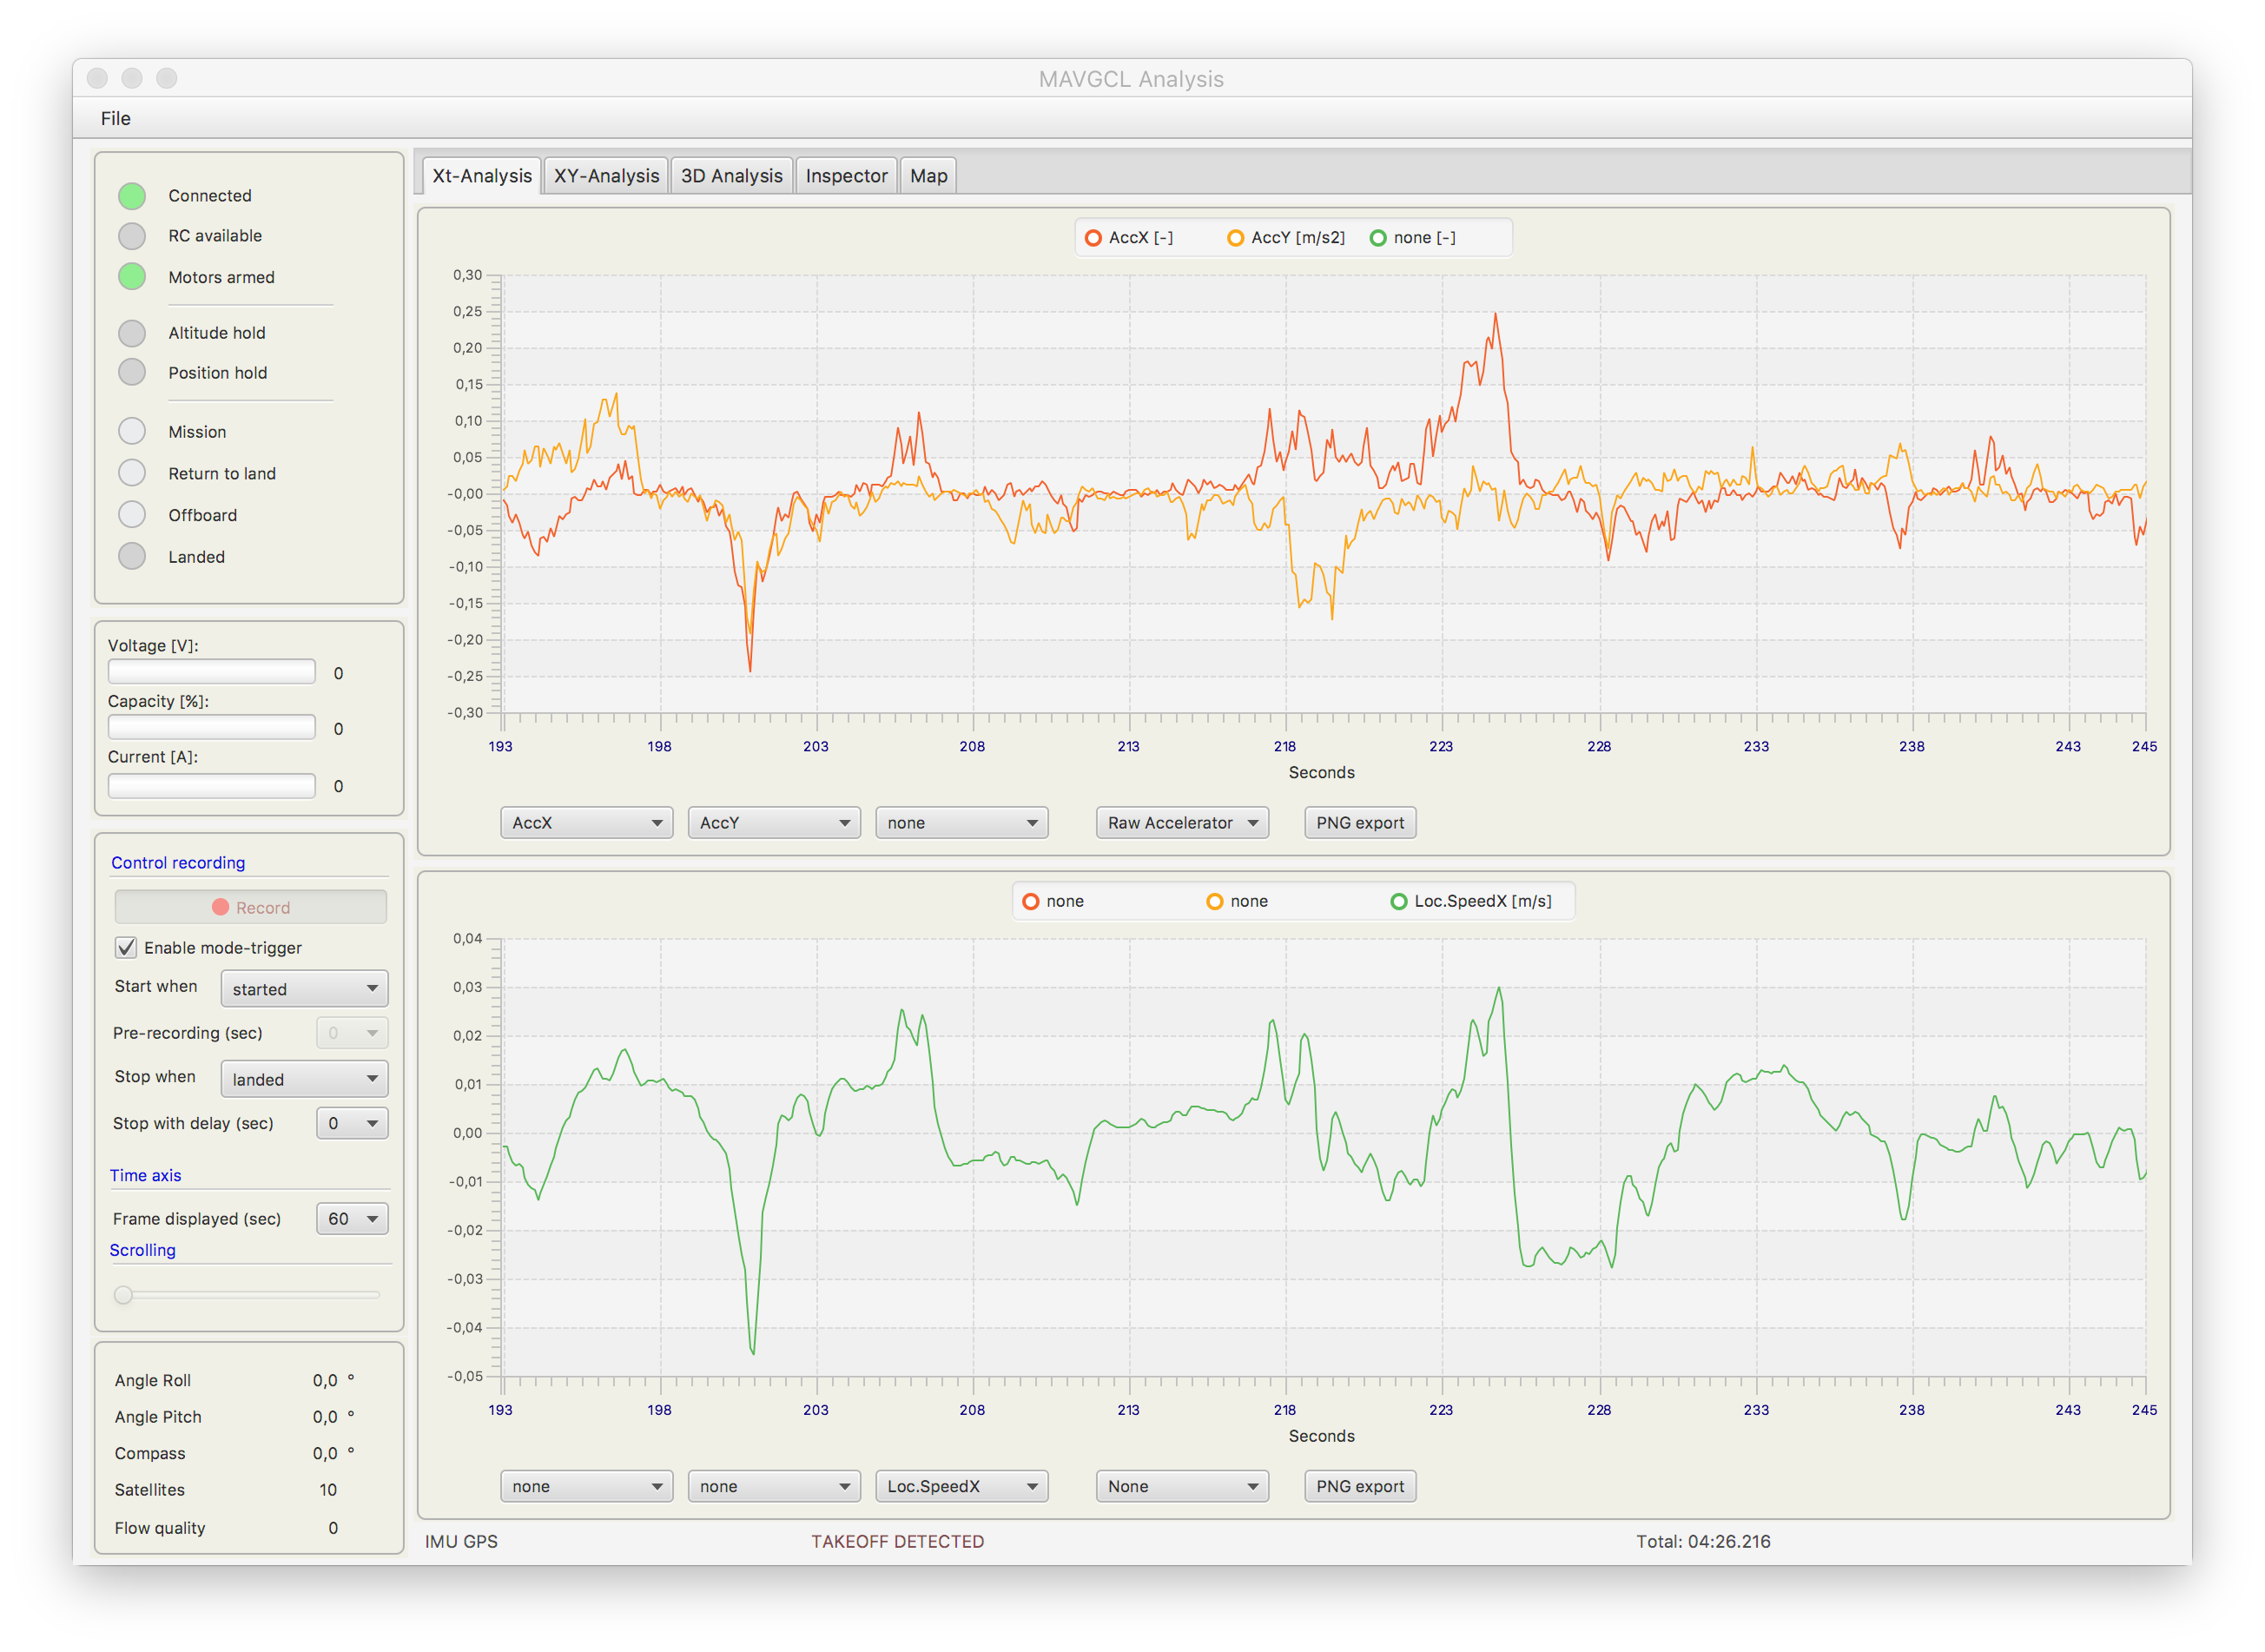 MAVGCL Analysis
File
Connected
RC available
Motors armed
Altitude hold
Position hold
Mission
Return to land
Offboard
Landed
Voltage [V]:
0
Capacity [%]:
0
Current [A]:
0
Control recording
Record
Enable mode-trigger
Start when started
Pre-recording (sec) 0
Stop when landed
Stop with delay (sec) 0
Time axis
Frame displayed (sec) 60
Scrolling
Angle Roll 0,0 °
Angle Pitch 0,0 °
Compass 0,0 °
Satellites 10
Flow quality 0
Xt-Analysis XY-Analysis 3D Analysis Inspector Map
AccX [-] AccY [m/s2] none [-]
0,30
0,25
0,20
0,15
0,10
0,05
-0,00
-0,05
-0,10
-0,15
-0,20
-0,25
-0,30
193 198 203 208 213 218 223 228 233 238 243 245
Seconds
AccX AccY none Raw Accelerator PNG export
none none Loc.SpeedX [m/s]
0,04
0,03
0,02
0,01
0,00
-0,01
-0,02
-0,03
-0,04
-0,05
193 198 203 208 213 218 223 228 233 238 243 245
Seconds
none none Loc.SpeedX None PNG export
IMU GPS TAKEOFF DETECTED Total: 04:26.216